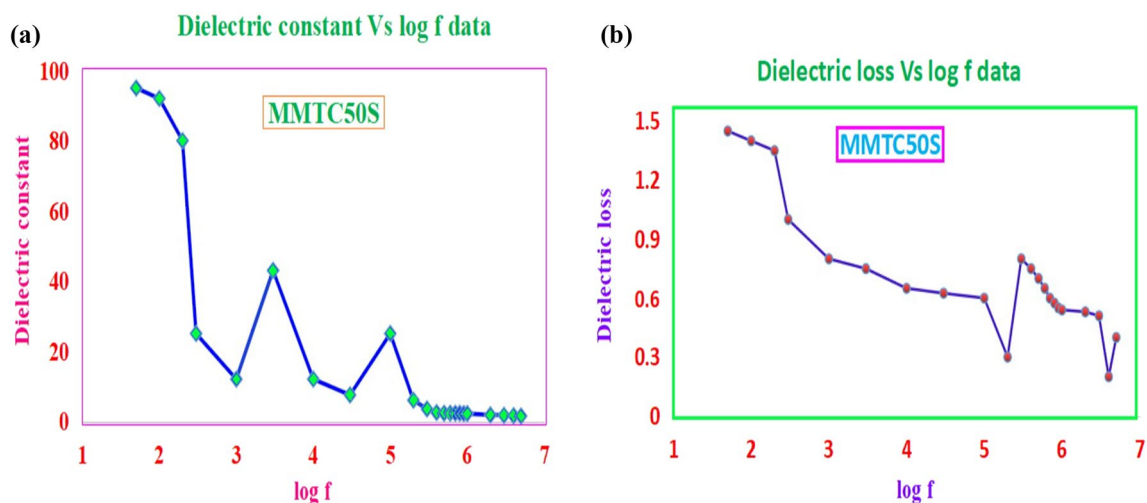 (a)
Dielectric constant Vs log f data
MMTC50S
Dielectric constant
100
80
60
40
20
0
1 2 3 4 5 6 7
log f
(b)
Dielectric loss Vs log f data
MMTC50S
Dielectric loss
1.5
1.2
0.9
0.6
0.3
0
1 2 3 4 5 6 7
log f